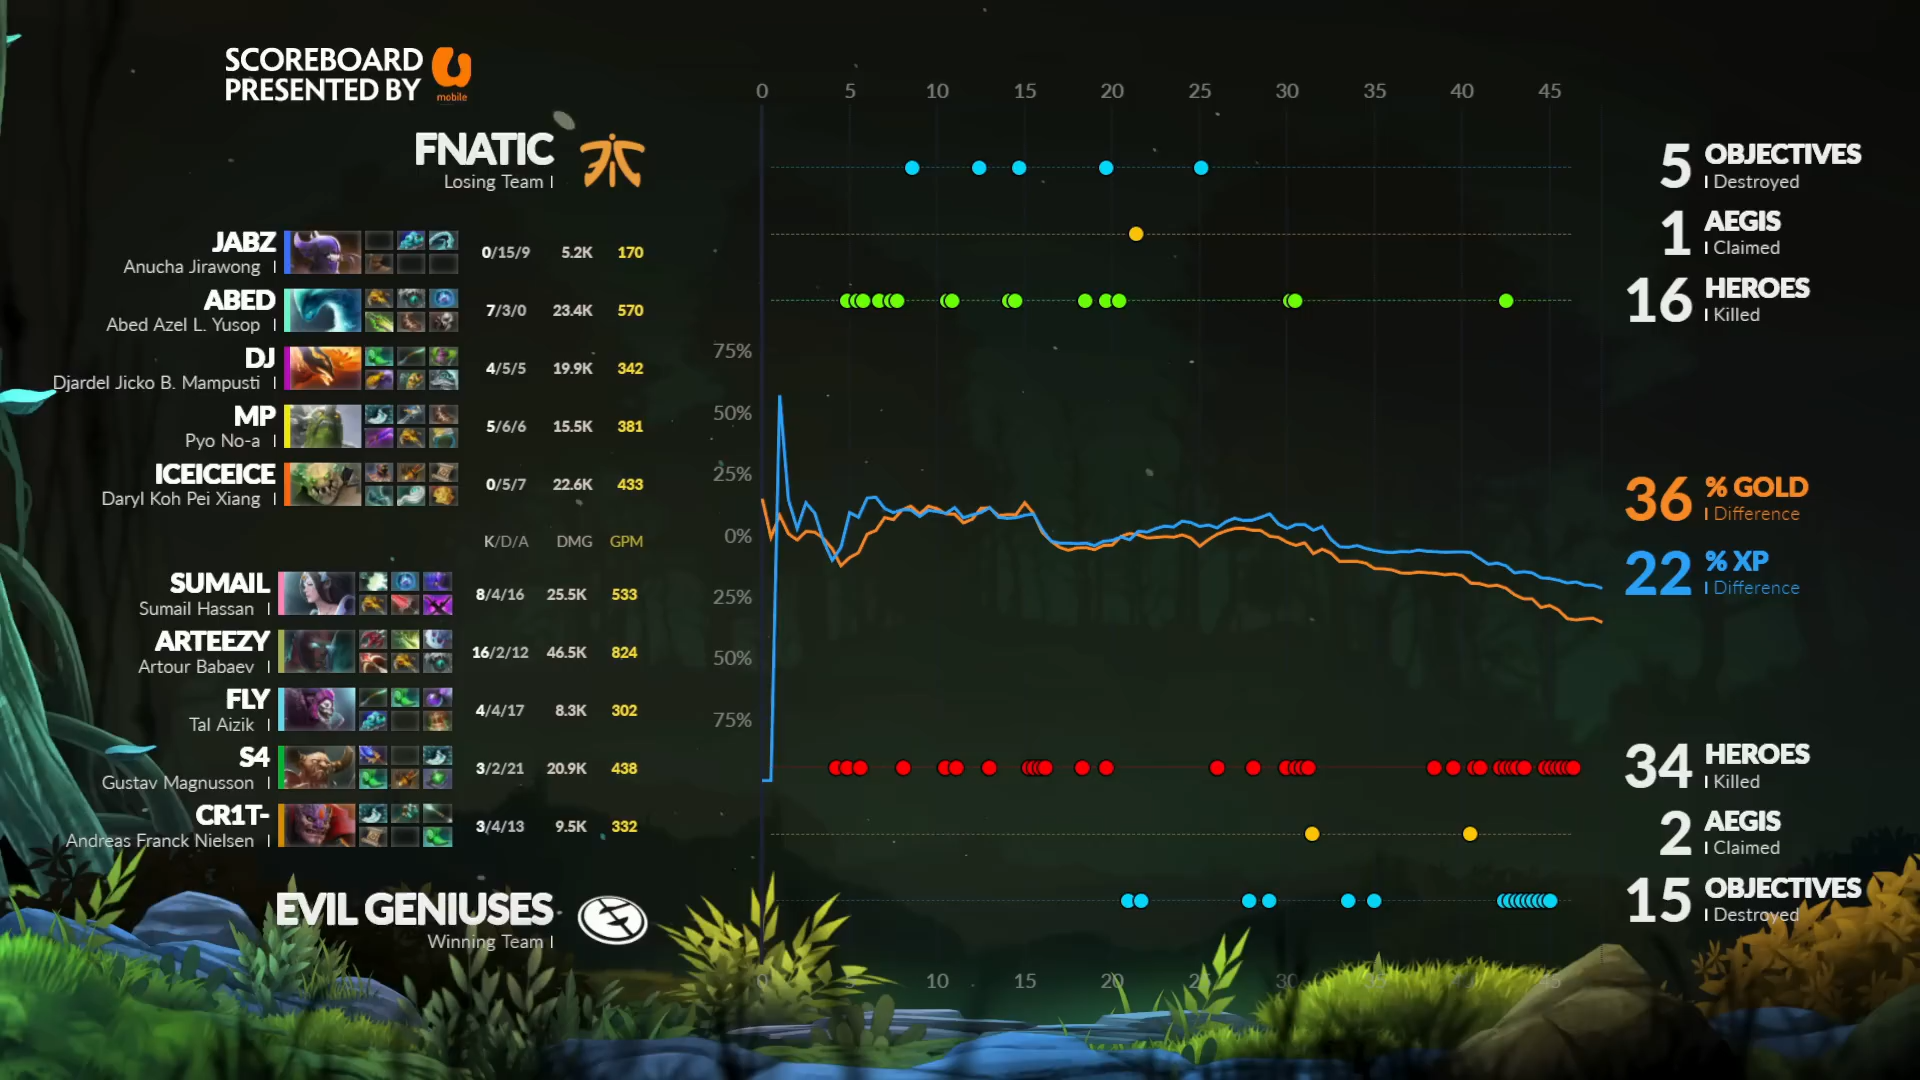 SCOREBOARD
PRESENTED BY
mobile
0 5 10 15 20 25 30 35 40 45
FNATIC
Losing Team
5 OBJECTIVES
Destroyed
1 AEGIS
Claimed
16 HEROES
Killed
JABZ
Anucha Jirawong
0/15/9 5.2K 170
ABED
Abed Azel L. Yusop
7/3/0 23.4K 570
DJ
Djardel Jicko B. Mampusti
4/5/5 19.9K 342
MP
Pyo No-a
5/6/6 15.5K 381
ICEICEICE
Daryl Koh Pei Xiang
0/5/7 22.6K 433
K/D/A DMG GPM
75%
50%
25%
0%
25%
50%
75%
36 % GOLD
Difference
22 % XP
Difference
SUMAIL
Sumail Hassan
8/4/16 25.5K 533
ARTEEZY
Artour Babaev
16/2/12 46.5K 824
FLY
Tal Aizik
4/4/17 8.3K 302
S4
Gustav Magnusson
3/2/21 20.9K 438
CR1T-
Andreas Franck Nielsen
3/4/13 9.5K 332
34 HEROES
Killed
2 AEGIS
Claimed
15 OBJECTIVES
Destroyed
EVIL GENIUSES
Winning Team
0 5 10 15 20 25 30 35 40 45